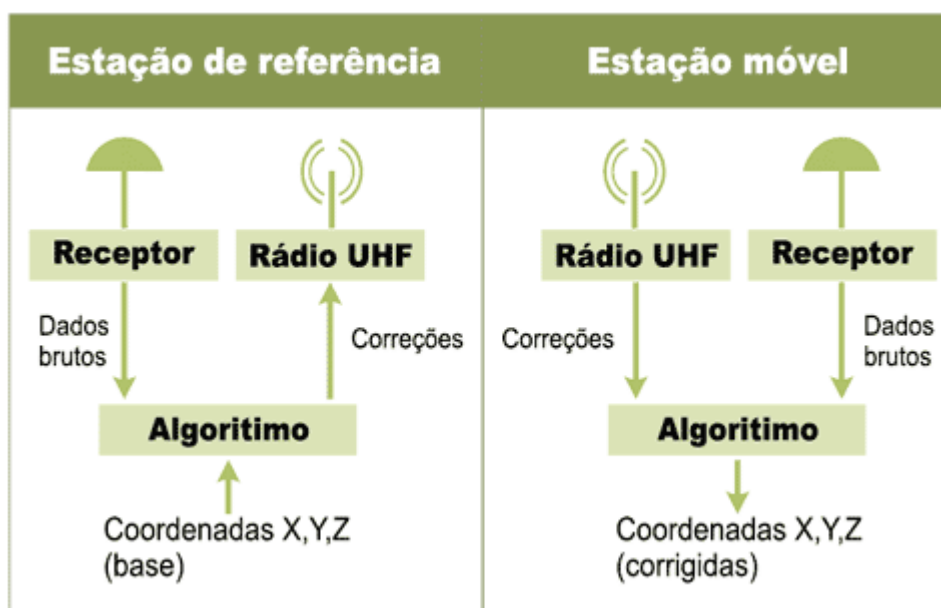 Estação de referência
Estação móvel
Receptor
Rádio UHF
Dados
brutos
Correções
Algoritimo
Coordenadas X,Y,Z
(base)
Rádio UHF
Receptor
Correções
Dados
brutos
Algoritimo
Coordenadas X,Y,Z
(corrigidas)